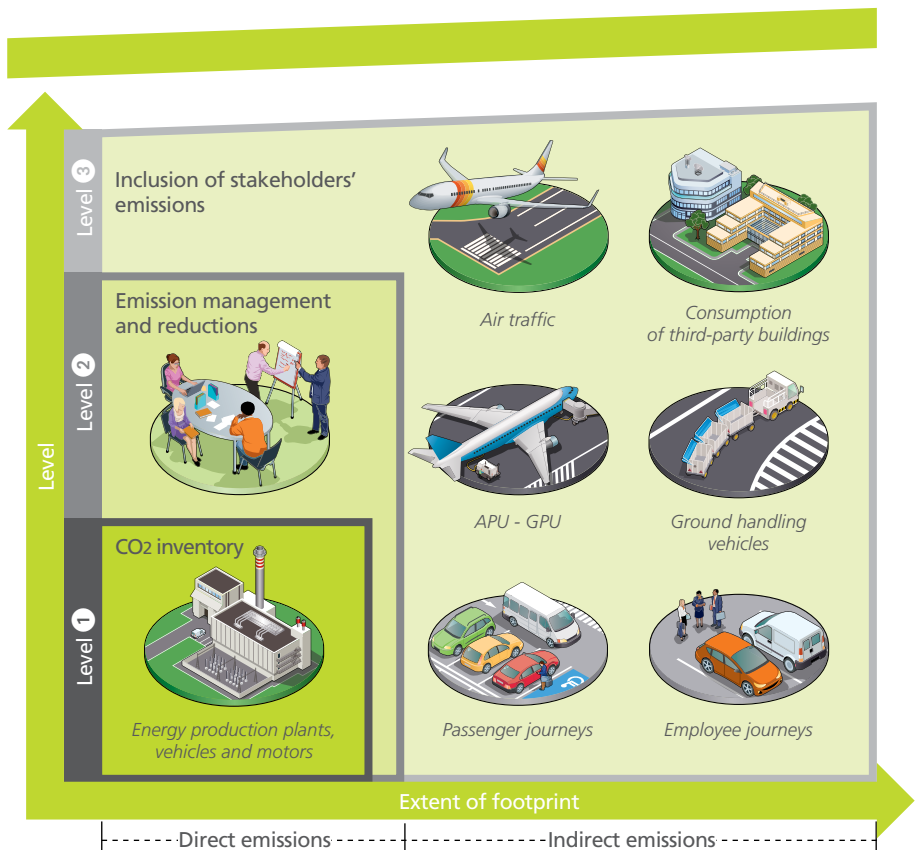 Level 3
Inclusion of stakeholders'
emissions
Air traffic
Consumption
of third-party buildings
Level 2
Emission management
and reductions
APU - GPU
Ground handling
vehicles
Level
Level 1
CO2 inventory
Energy production plants,
vehicles and motors
Passenger journeys
Employee journeys
Extent of footprint
Direct emissions
Indirect emissions